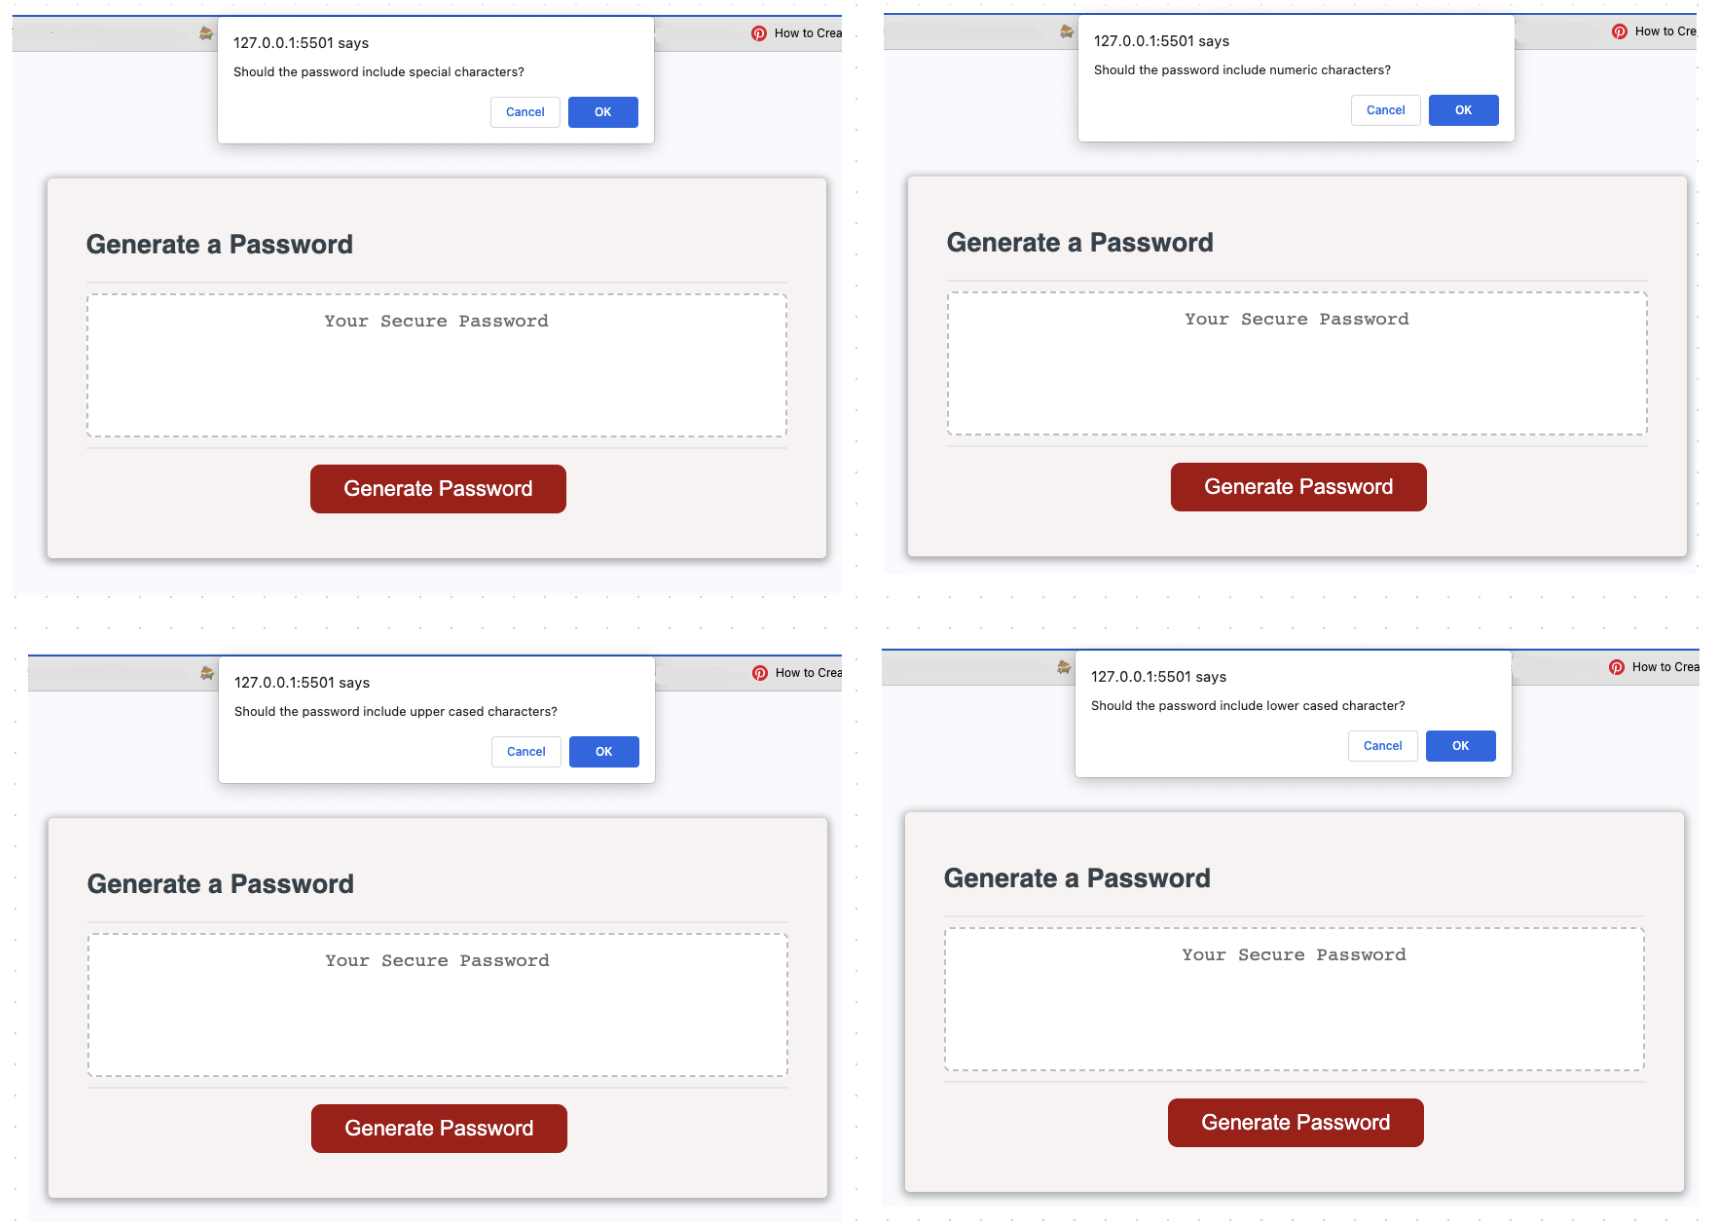 How to Crea
127.0.0.1:5501 says
Should the password include special characters?
Cancel
OK
Generate a Password
Your Secure Password
Generate Password
How to Cre
127.0.0.1:5501 says
Should the password include numeric characters?
Cancel
OK
Generate a Password
Your Secure Password
Generate Password
How to Crea
127.0.0.1:5501 says
Should the password include upper cased characters?
Cancel
OK
Generate a Password
Your Secure Password
Generate Password
How to Crea
127.0.0.1:5501 says
Should the password include lower cased character?
Cancel
OK
Generate a Password
Your Secure Password
Generate Password